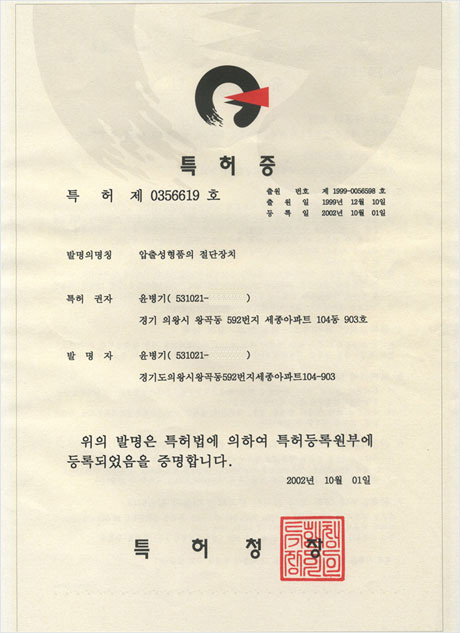 특허증
특 허 제 0356619 호
출원 번호 제 1999-0056598 호
출 원 일 1999년 12월 10일
등 록 일 2002년 10월 01일
발명의명칭 압출성형품의 절단장치
특허 권자 윤병기( 531021- )
경기 의왕시 왕곡동 592번지 세종아파트 104동 903호
발 명 자 윤병기( 531021- )
경기도의왕시왕곡동592번지세종아파트104-903
위의 발명은 특허법에 의하여 특허등록원부에
등록되었음을 증명합니다.
2002년 10월 01일
특 허 청 장